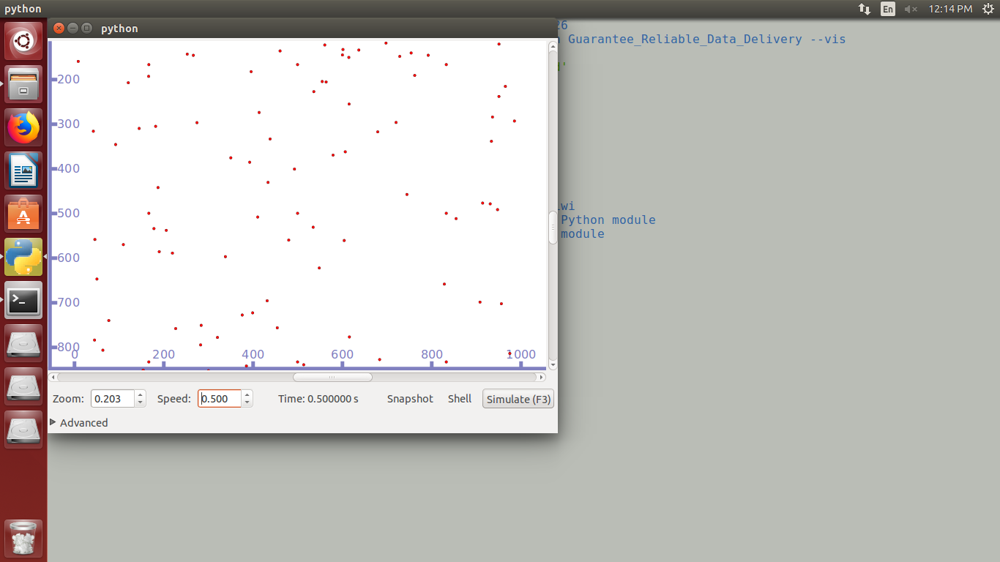 python
En
12:14 PM
python
26
Guarantee_Reliable_Data_Delivery --vis
200
300
400
500
iwi
Python module
module
600
700
800
0 200 400 600 800 1000
Zoom: 0.203 Speed: 0.500 Time: 0.500000 s Snapshot Shell Simulate (F3)
Advanced